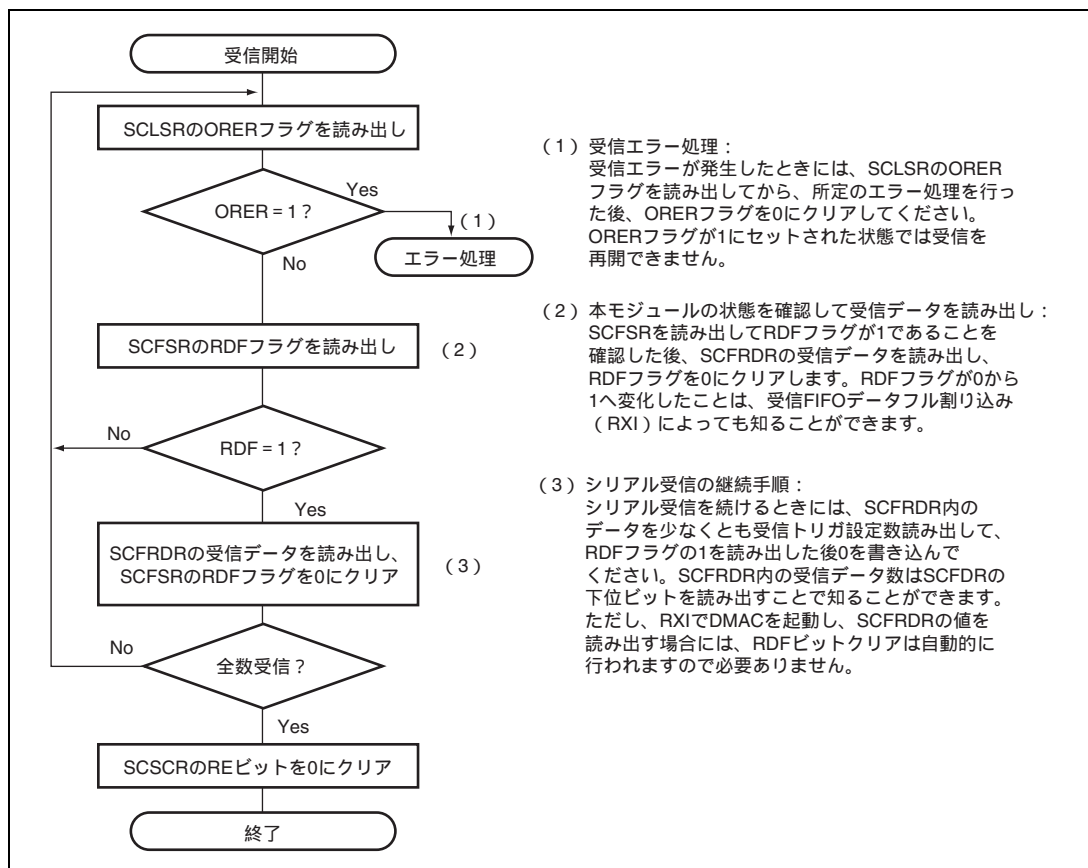 受信開始
SCLSRのORERフラグを読み出し
Yes
ORER = 1？
(1)
エラー処理
No
SCFSRのRDFフラグを読み出し
(2)
No
RDF = 1？
Yes
SCFRDRの受信データを読み出し、
SCFSRのRDFフラグを0にクリア
(3)
No
全数受信？
Yes
SCSCRのREビットを0にクリア
終了
(1) 受信エラー処理：
受信エラーが発生したときには、SCLSRのORER
フラグを読み出してから、所定のエラー処理を行っ
た後、ORERフラグを0にクリアしてください。
ORERフラグが1にセットされた状態では受信を
再開できません。
(2) 本モジュールの状態を確認して受信データを読み出し：
SCFSRを読み出してRDFフラグが1であることを
確認した後、SCFRDRの受信データを読み出し、
RDFフラグを0にクリアします。RDFフラグが0から
1へ変化したことは、受信FIFOデータフル割り込み
(RXI) によっても知ることができます。
(3) シリアル受信の継続手順：
シリアル受信を続けるときには、SCFRDR内の
データを少なくとも受信トリガ設定数読み出して、
RDFフラグの1を読み出した後0を書き込んで
ください。SCFRDR内の受信データ数はSCFDRの
下位ビットを読み出すことで知ることができます。
ただし、RXIでDMACを起動し、SCFRDRの値を
読み出す場合には、RDFビットクリアは自動的に
行われますので必要ありません。